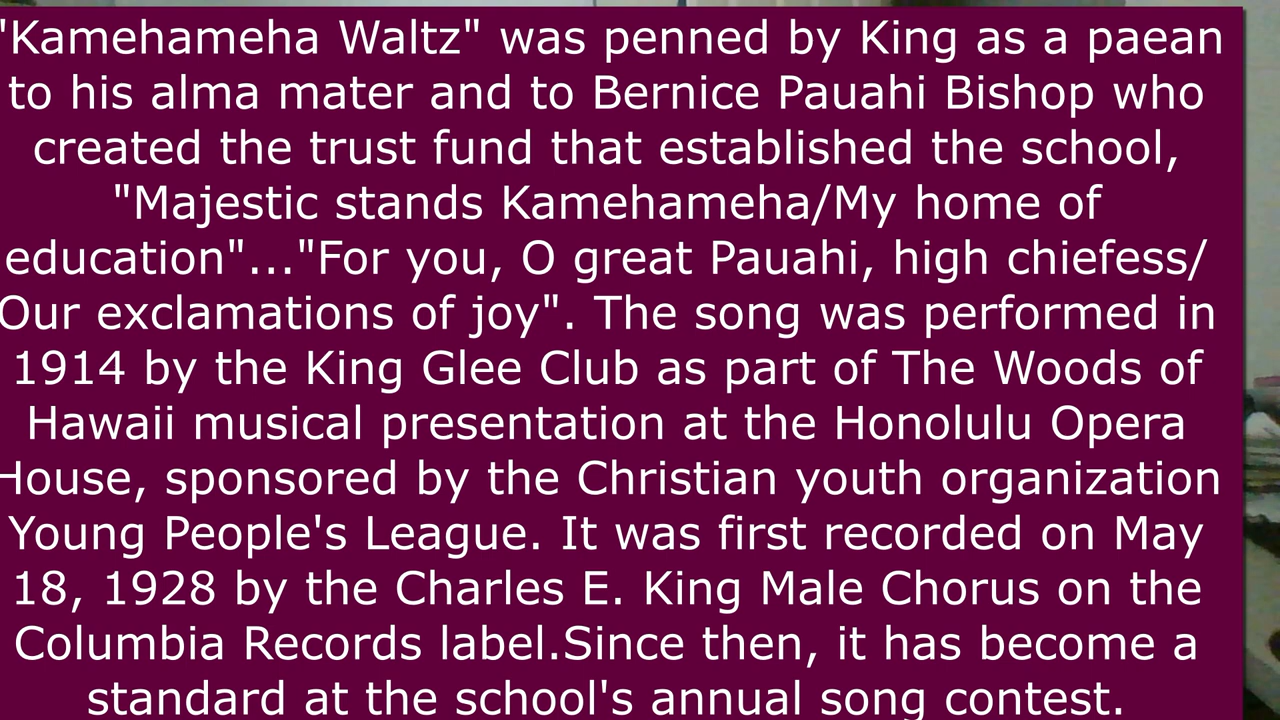 "Kamehameha Waltz" was penned by King as a paean
to his alma mater and to Bernice Pauahi Bishop who
created the trust fund that established the school,
"Majestic stands Kamehameha/My home of
education"..."For you, O great Pauahi, high chiefess/
Our exclamations of joy". The song was performed in
1914 by the King Glee Club as part of The Woods of
Hawaii musical presentation at the Honolulu Opera
House, sponsored by the Christian youth organization
Young People's League. It was first recorded on May
18, 1928 by the Charles E. King Male Chorus on the
Columbia Records label.Since then, it has become a
standard at the school's annual song contest.